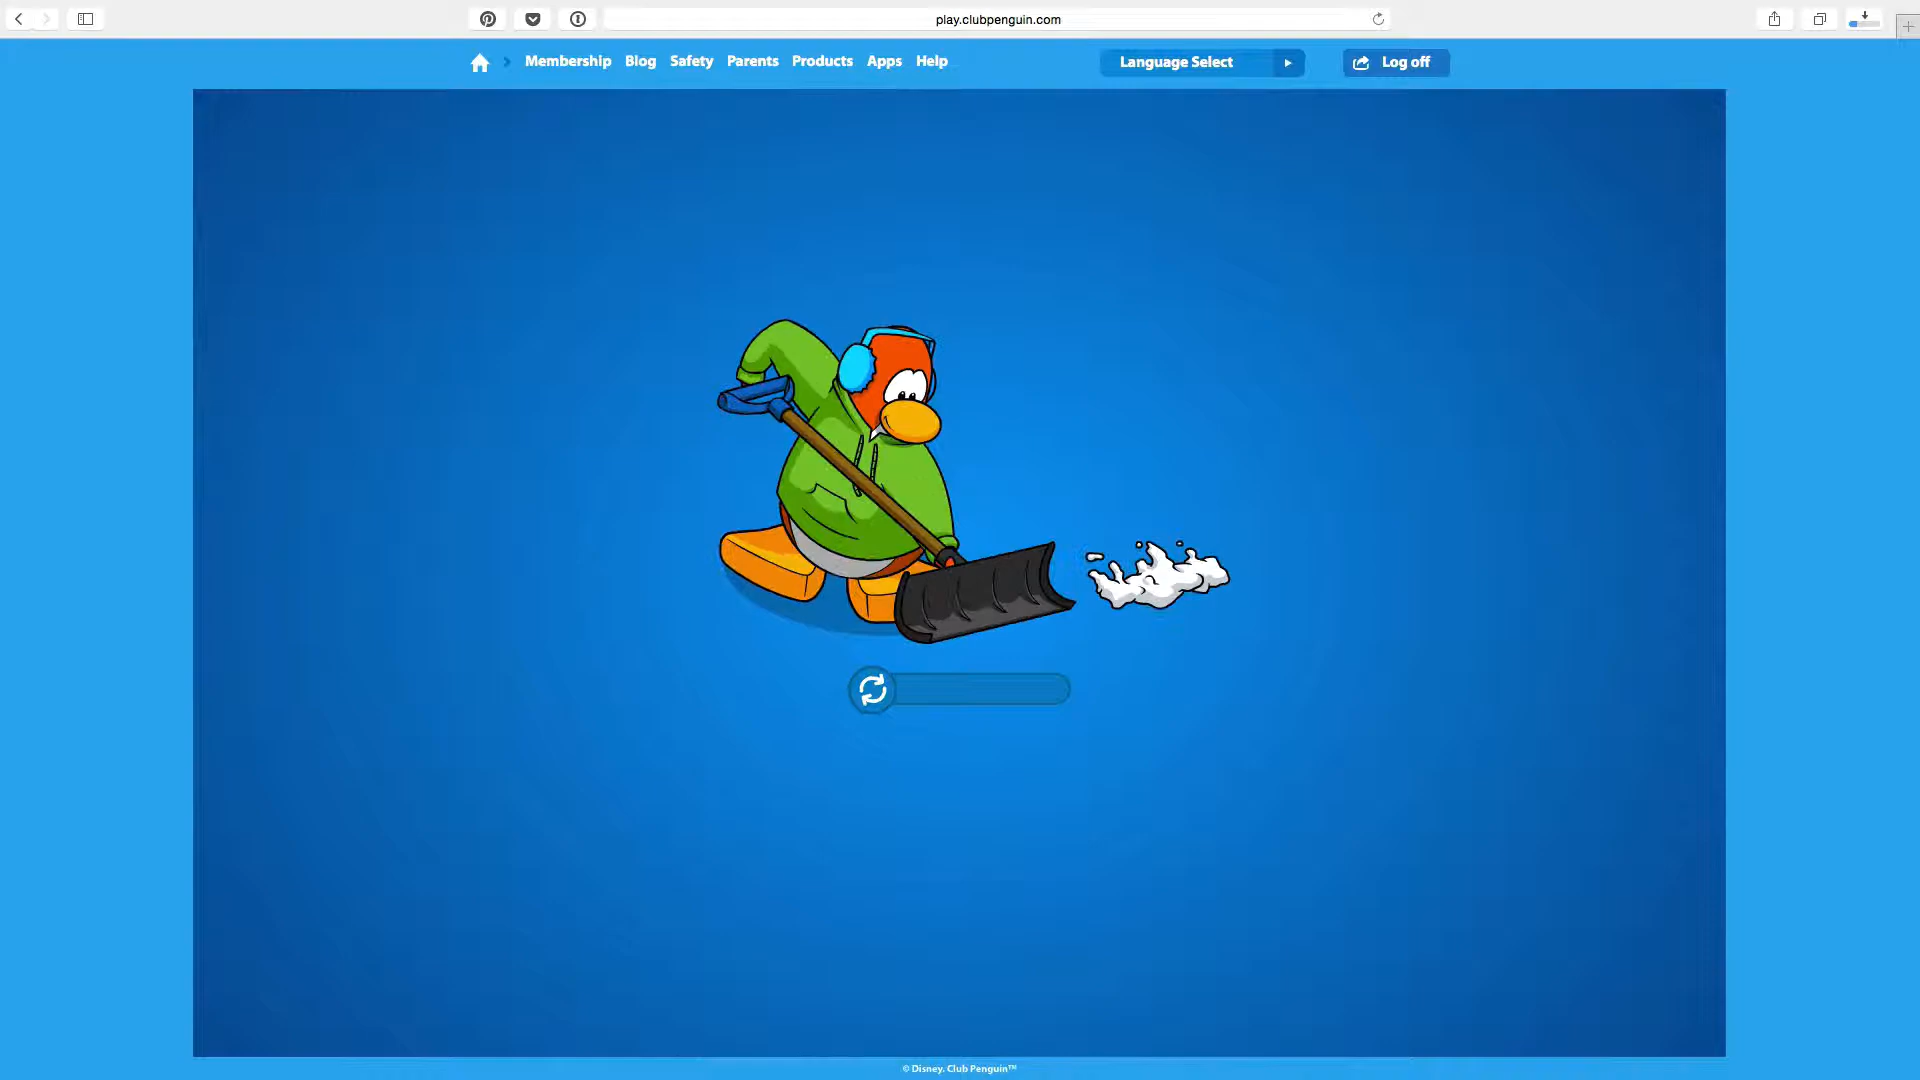 play.clubpenguin.com
Membership Blog Safety Parents Products Apps Help Language Select Log off
© Disney. Club Penguin™